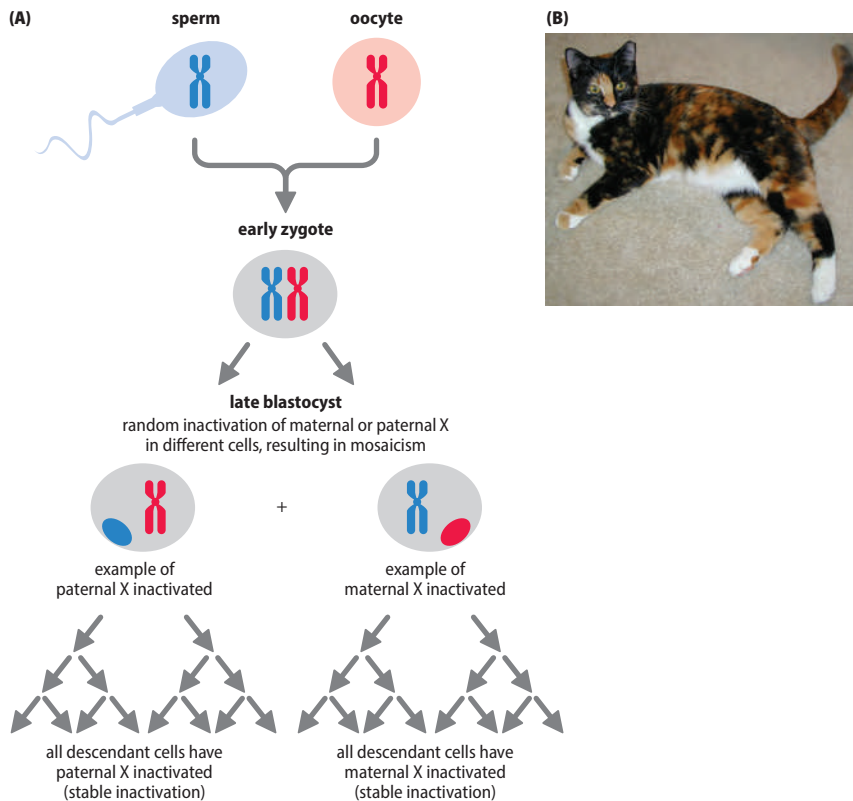 (A)
sperm
oocyte
(B)
early zygote
late blastocyst
random inactivation of maternal or paternal X
in different cells, resulting in mosaicism
+
example of
paternal X inactivated
example of
maternal X inactivated
all descendant cells have
paternal X inactivated
(stable inactivation)
all descendant cells have
maternal X inactivated
(stable inactivation)